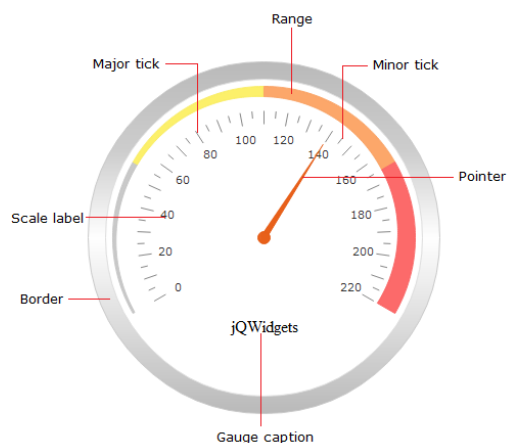 Range
Major tick
Minor tick
100
120
80
140
60
160
Pointer
40
180
Scale label
20
200
0
220
Border
jQWidgets
Gauge caption